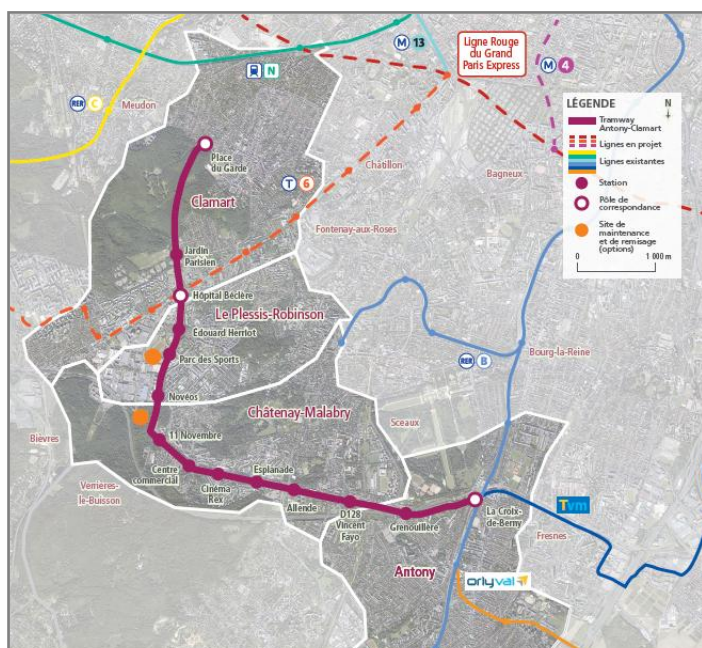 M 13
Ligne Rouge
du Grand
Paris Express
M 4
N
RER C
Meudon
LÉGENDE
N
Tramway
Antony-Clamart
Lignes en projet
Lignes existantes
Station
Pôle de
correspondance
Site de
maintenance
et de remisage
(options)
0
1 000 m
Place
du Garde
Châtillon
Bagneux
T 6
Clamart
Fontenay-aux-Roses
Jardin
Parisien
Hôpital Béclère
Le Plessis-Robinson
Édouard Herriot
Parc des Sports
RER B
Bourg-la-Reine
Novéos
Châtenay-Malabry
Sceaux
11 Novembre
Bièvres
Centre
commercial
Esplanade
Verrières-
le-Buisson
Cinéma
Rex
Allende
D128
Vincent
Fayo
Grenouillère
La Croix-
de-Berny
Tvm
Fresnes
Antony
orlyval